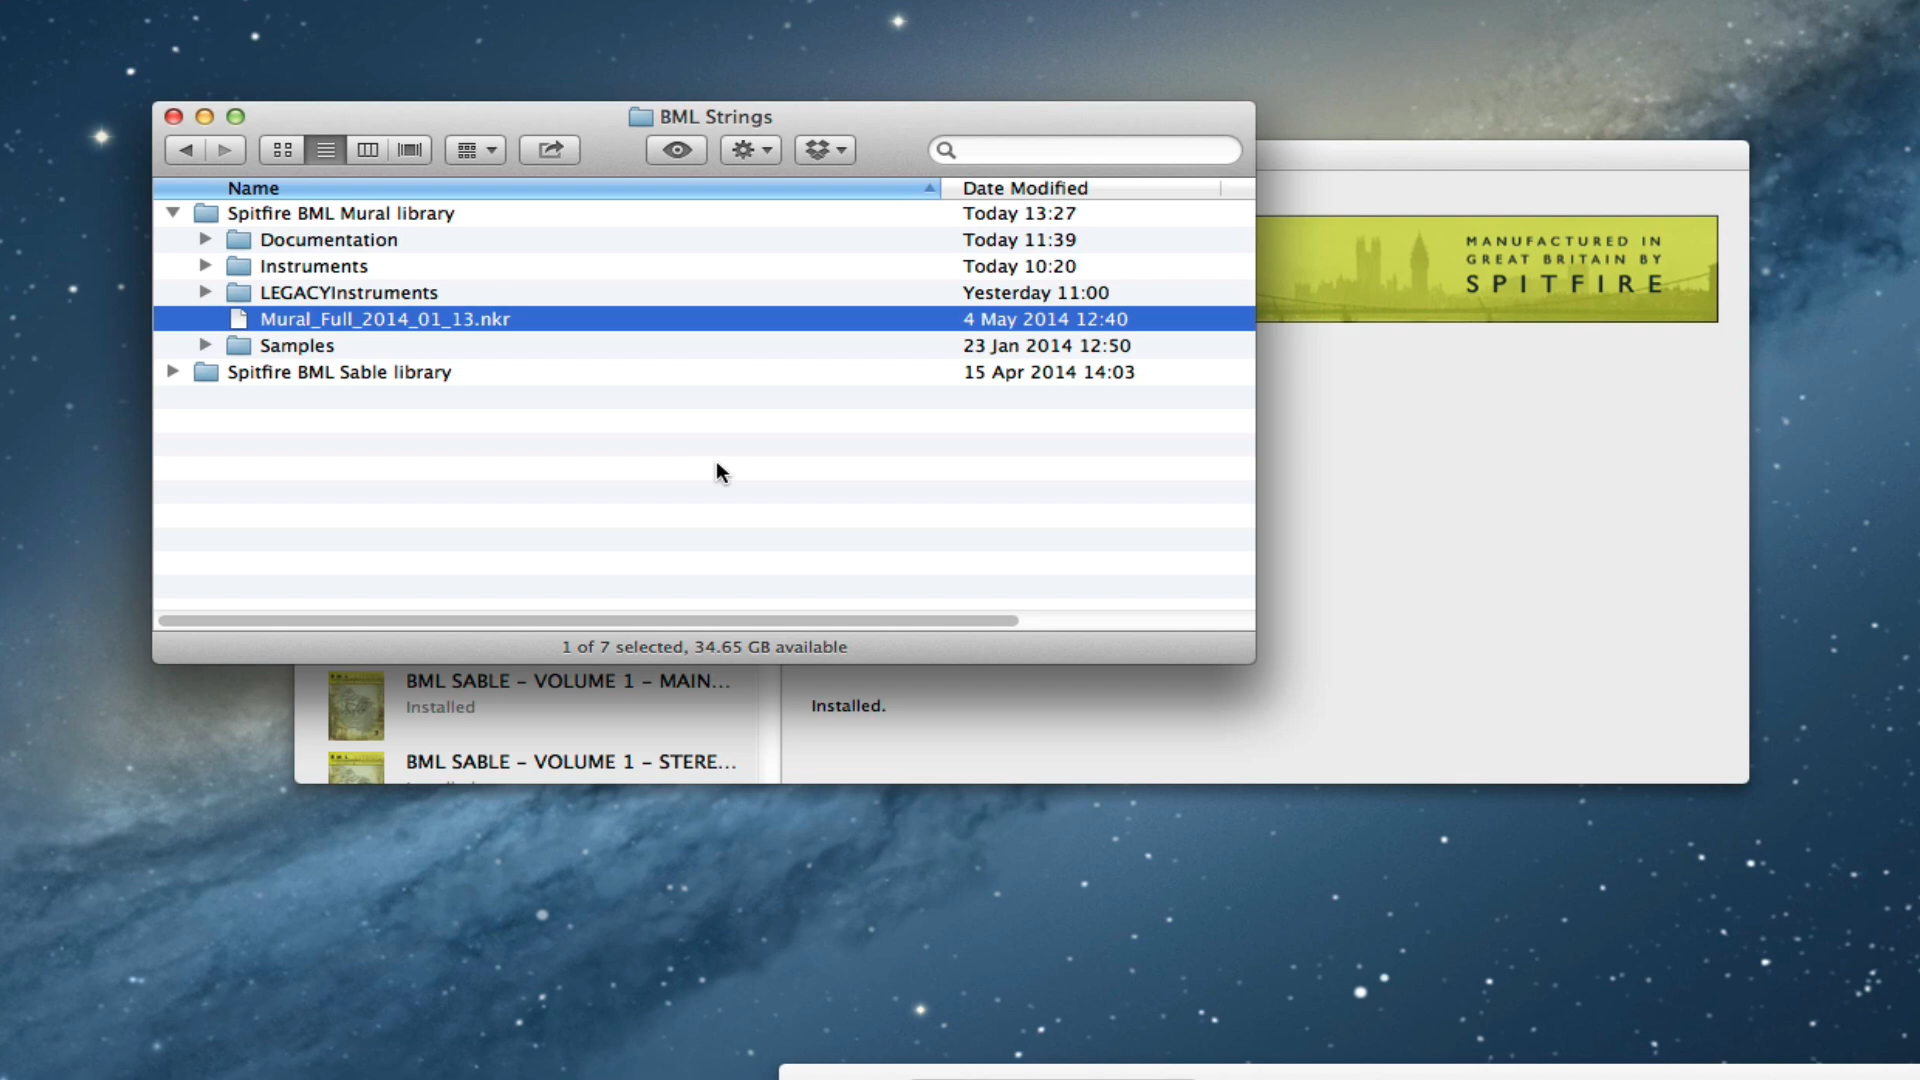 BML Strings
Name
Date Modified
Spitfire BML Mural library
Today 13:27
Documentation
Today 11:39
Instruments
Today 10:20
LEGACYInstruments
Yesterday 11:00
Mural_Full_2014_01_13.nkr
4 May 2014 12:40
Samples
23 Jan 2014 12:50
Spitfire BML Sable library
15 Apr 2014 14:03
1 of 7 selected, 34.65 GB available
MANUFACTURED IN
GREAT BRITAIN BY
SPITFIRE
BML SABLE – VOLUME 1 – MAIN...
Installed
Installed.
BML SABLE – VOLUME 1 – STERE...